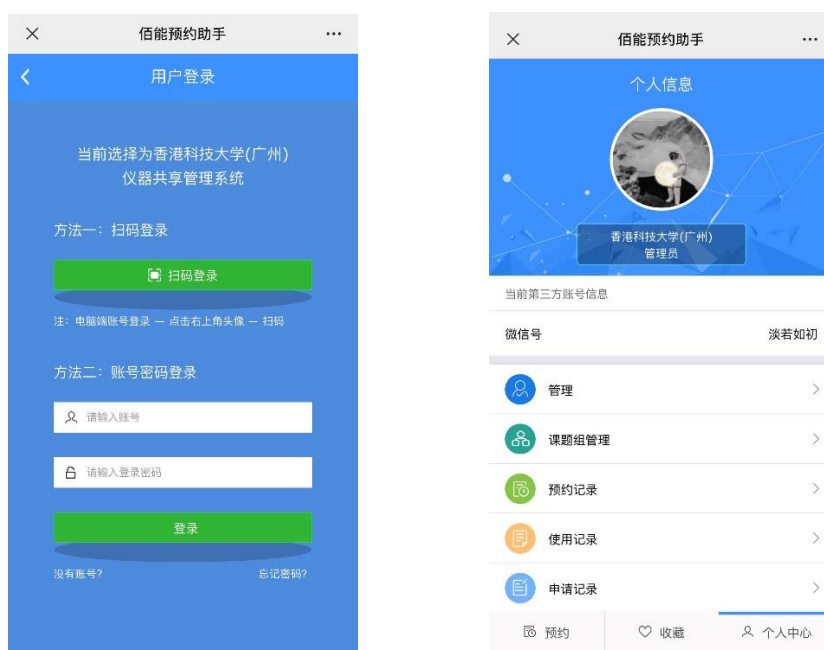 佰能预约助手
用户登录
当前选择为香港科技大学(广州)
仪器共享管理系统
方法一：扫码登录
扫码登录
注：电脑端账号登录 — 点击右上角头像 — 扫码
方法二：账号密码登录
请输入账号
请输入登录密码
登录
没有账号?
忘记密码?
佰能预约助手
个人信息
香港科技大学(广州)
管理员
当前第三方账号信息
微信号 淡若如初
管理
课题组管理
预约记录
使用记录
申请记录
预约 收藏 个人中心